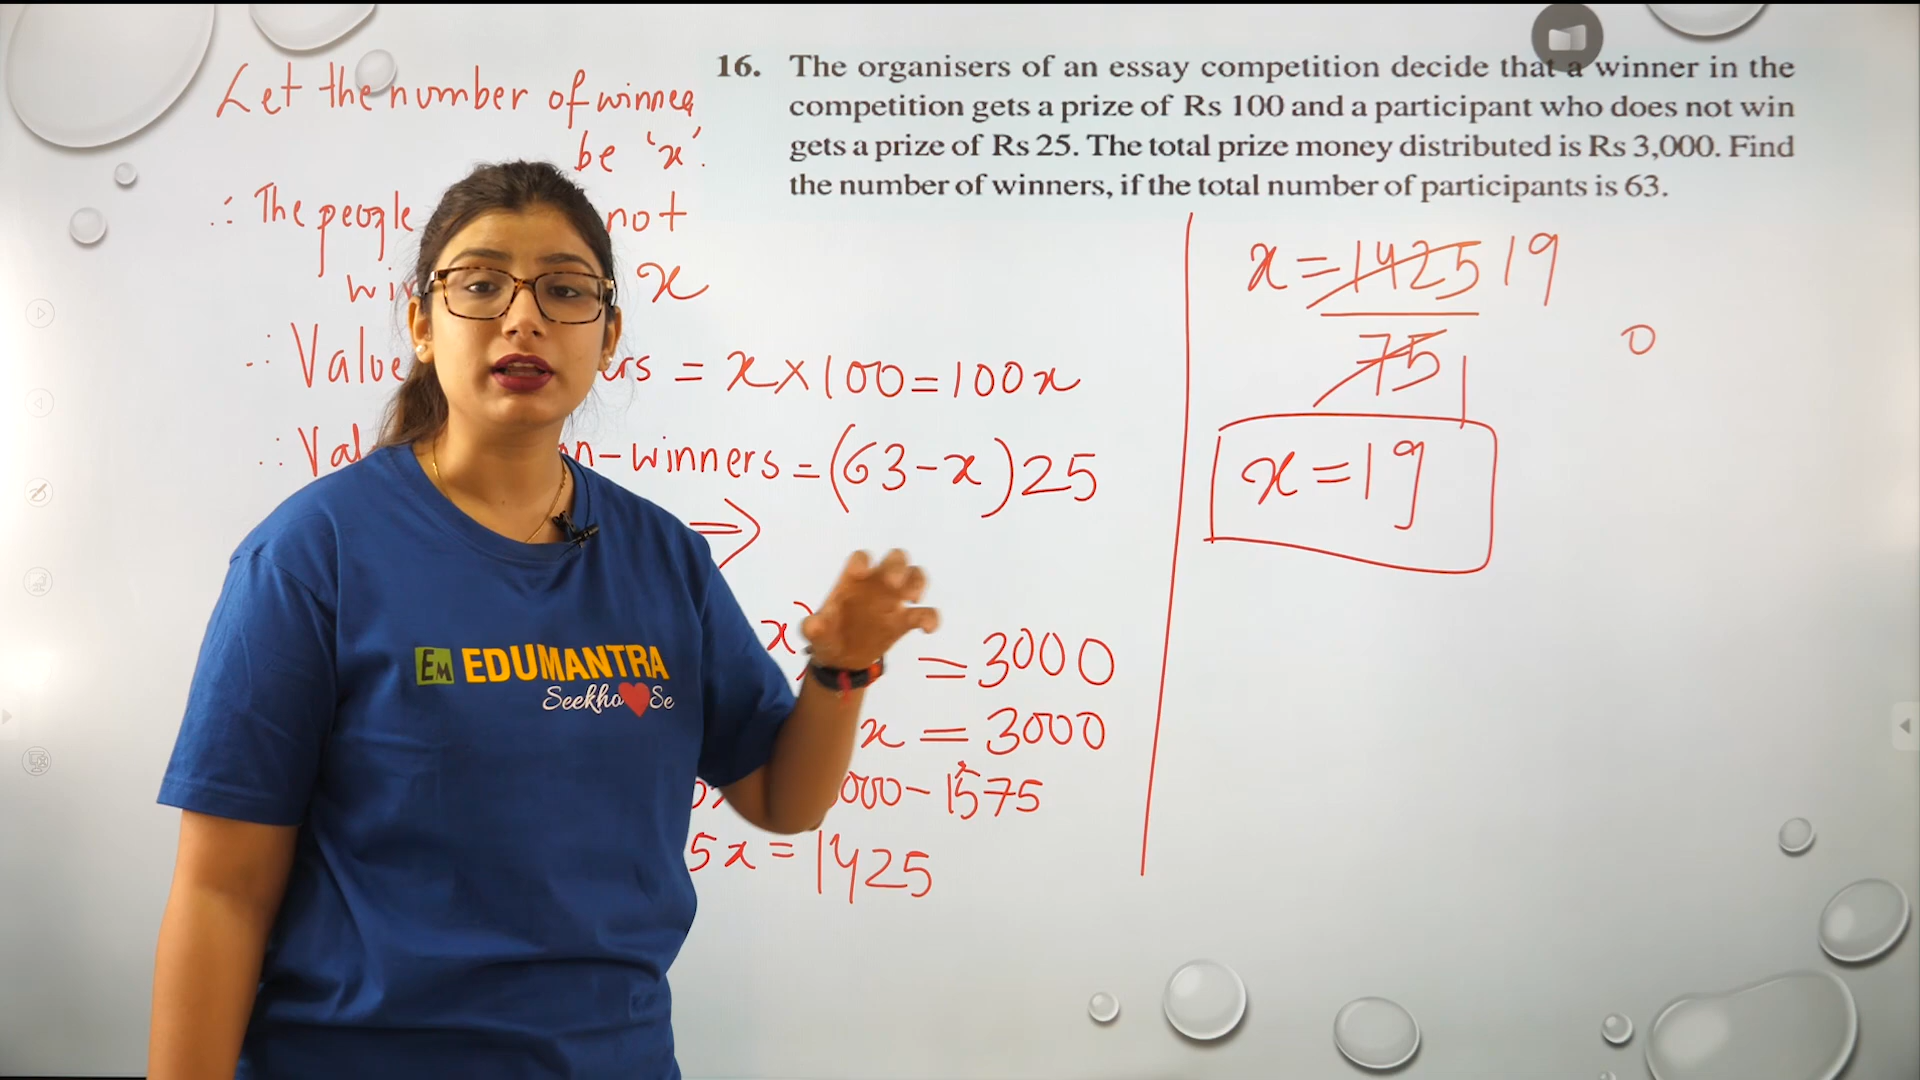 16. The organisers of an essay competition decide that a winner in the
competition gets a prize of Rs 100 and a participant who does not win
gets a prize of Rs 25. The total prize money distributed is Rs 3,000. Find
the number of winners, if the total number of participants is 63.
Let the number of winner
be 'x'.
∴ The people not
x
∴ Value = x×100=100x
∴ -winners = (63-x)25
⇒
x) = 3000
x = 3000
000-1575
5x = 1425
x = 1425 19
75 1
0
x = 19
EM EDUMANTRA
Seekho Se